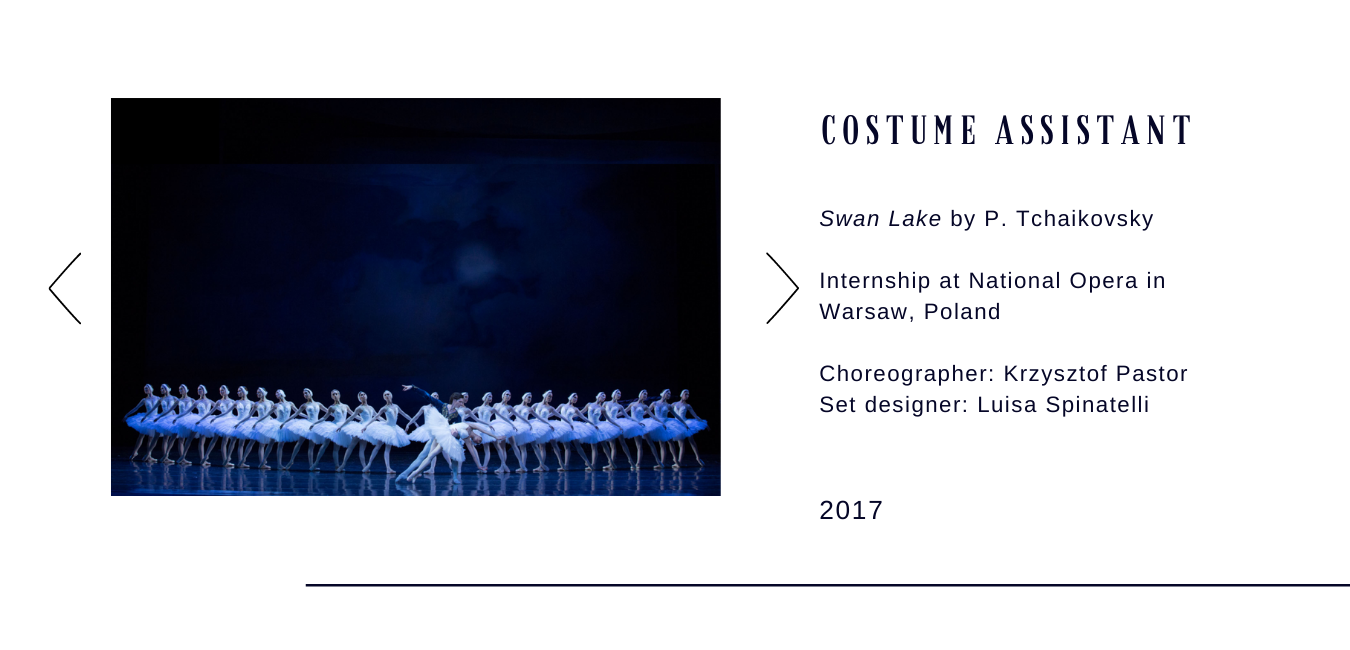 COSTUME ASSISTANT
Swan Lake by P. Tchaikovsky
Internship at National Opera in
Warsaw, Poland
Choreographer: Krzysztof Pastor
Set designer: Luisa Spinatelli
2017